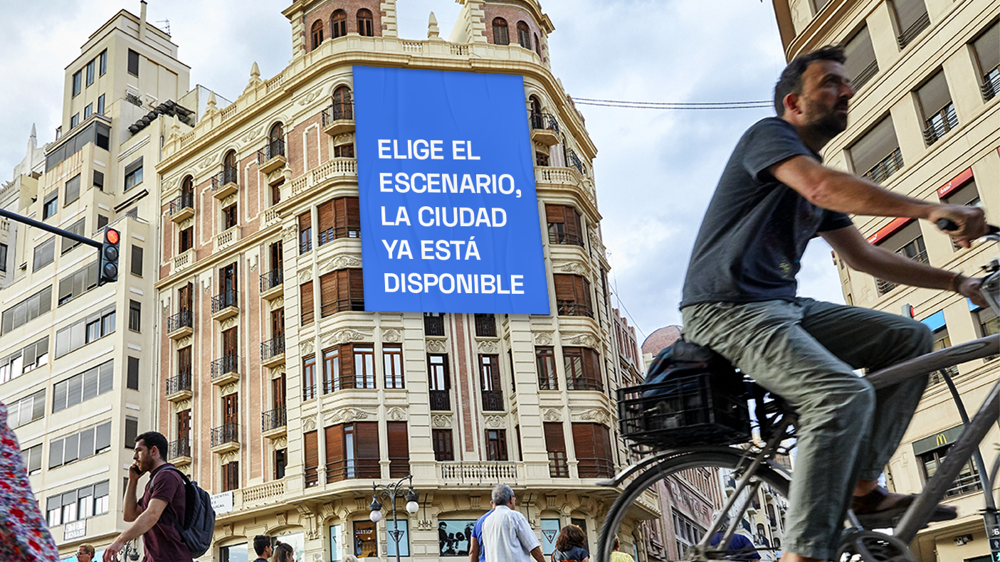 ELIGE EL
ESCENARIO,
LA CIUDAD
YA ESTÁ
DISPONIBLE